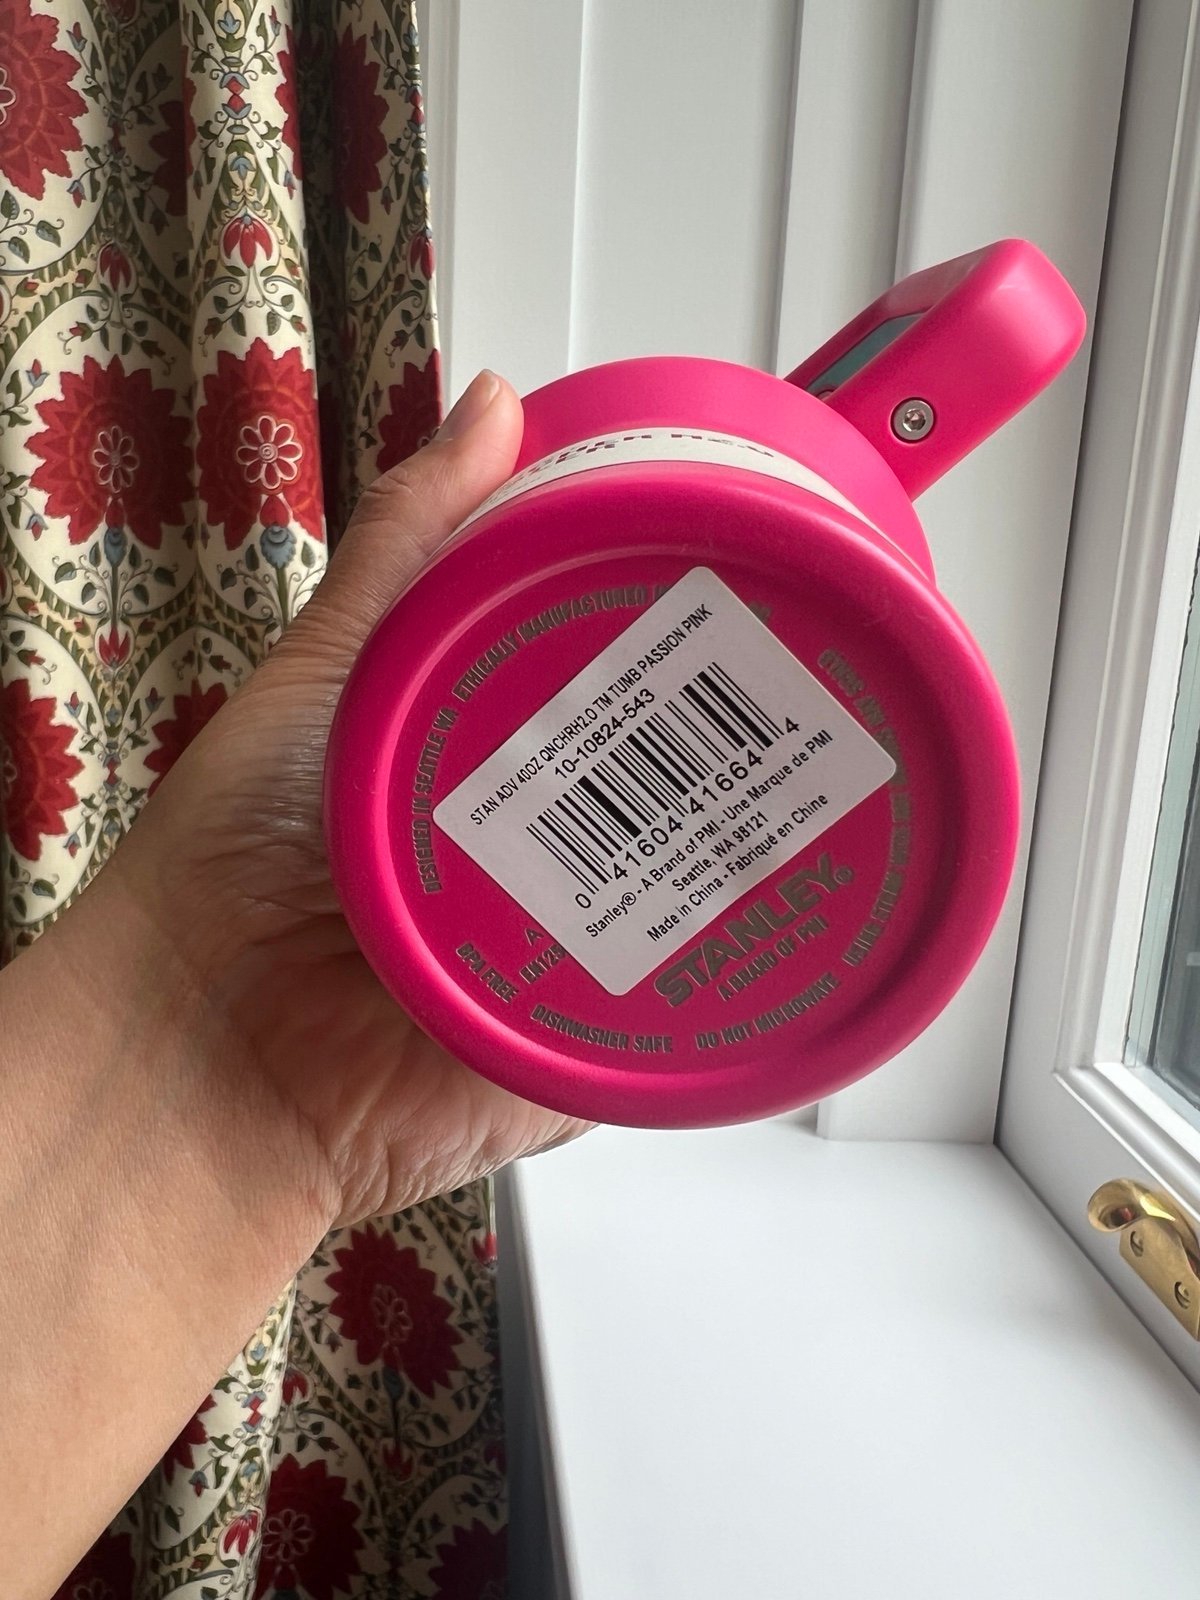 STAN ADV 40OZ QNCHRH2.O TM TUMB PASSION PINK
10-10824-543
0 41604 41664 4
Stanley® - A Brand of PMI - Une Marque de PMI
Seattle, WA 98121
Made in China - Fabriqué en Chine
DESIGNED IN SEATTLE WA
ETHICALLY MANUFACTURED
STANLEY®
A BRAND OF PMI
BPA FREE
DISHWASHER SAFE
DO NOT MICROWAVE